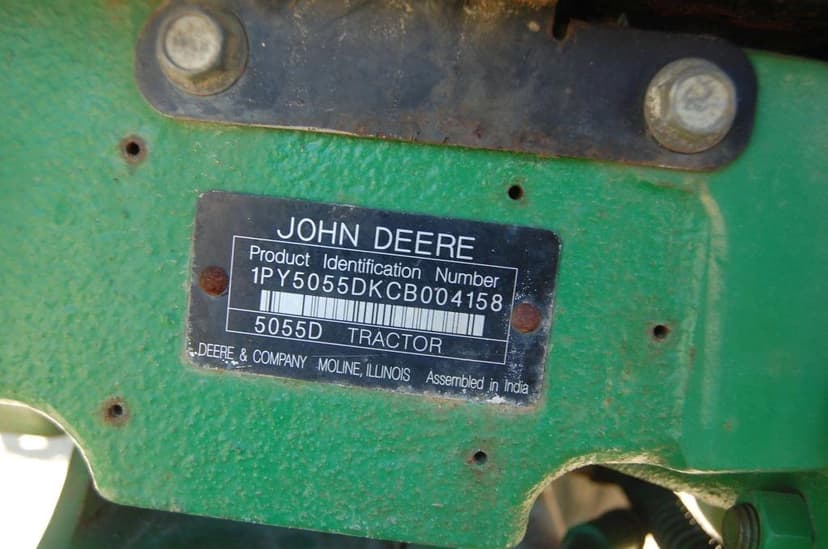 JOHN DEERE
Product Identification Number
1PY5055DKCB004158
5055D TRACTOR
DEERE & COMPANY MOLINE, ILLINOIS Assembled in India